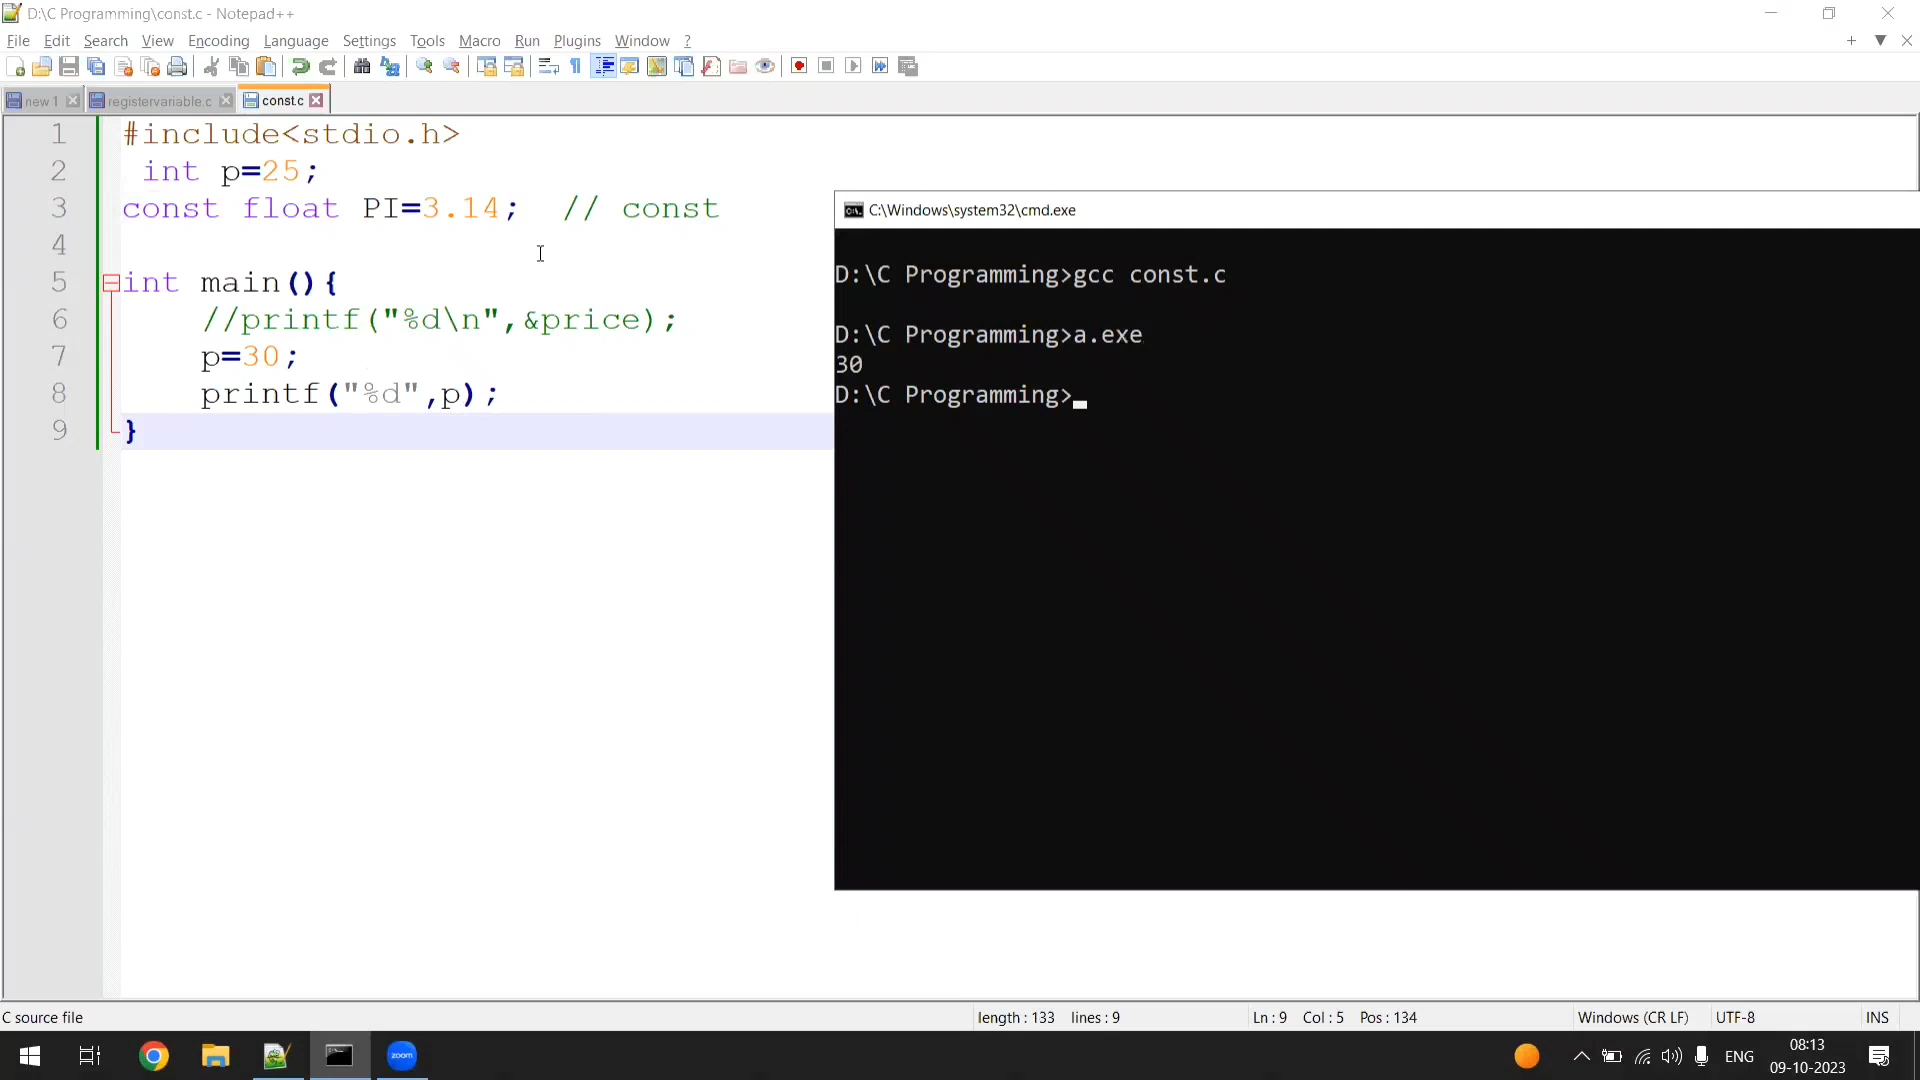 D:\C Programming\const.c - Notepad++
File Edit Search View Encoding Language Settings Tools Macro Run Plugins Window ?
new 1 registervariable.c const.c
1 #include<stdio.h>
2 int p=25;
3 const float PI=3.14; // const
4
5 int main(){
6 //printf("%d\n",&price);
7 p=30;
8 printf("%d",p);
9 }
C:\Windows\system32\cmd.exe
D:\C Programming>gcc const.c
D:\C Programming>a.exe
30
D:\C Programming>
C source file length : 133 lines : 9 Ln : 9 Col : 5 Pos : 134 Windows (CR LF) UTF-8 INS
zoom
ENG
08:13
09-10-2023